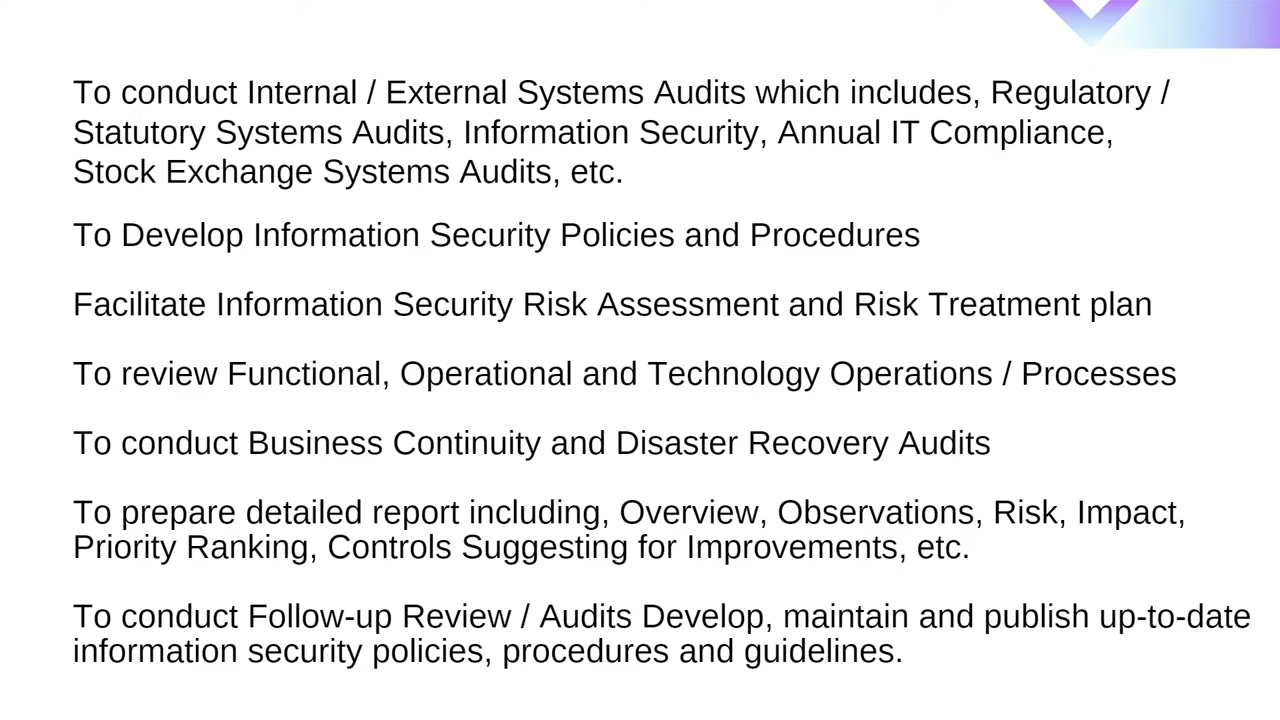 To conduct Internal / External Systems Audits which includes, Regulatory /
Statutory Systems Audits, Information Security, Annual IT Compliance,
Stock Exchange Systems Audits, etc.
To Develop Information Security Policies and Procedures
Facilitate Information Security Risk Assessment and Risk Treatment plan
To review Functional, Operational and Technology Operations / Processes
To conduct Business Continuity and Disaster Recovery Audits
To prepare detailed report including, Overview, Observations, Risk, Impact,
Priority Ranking, Controls Suggesting for Improvements, etc.
To conduct Follow-up Review / Audits Develop, maintain and publish up-to-date
information security policies, procedures and guidelines.